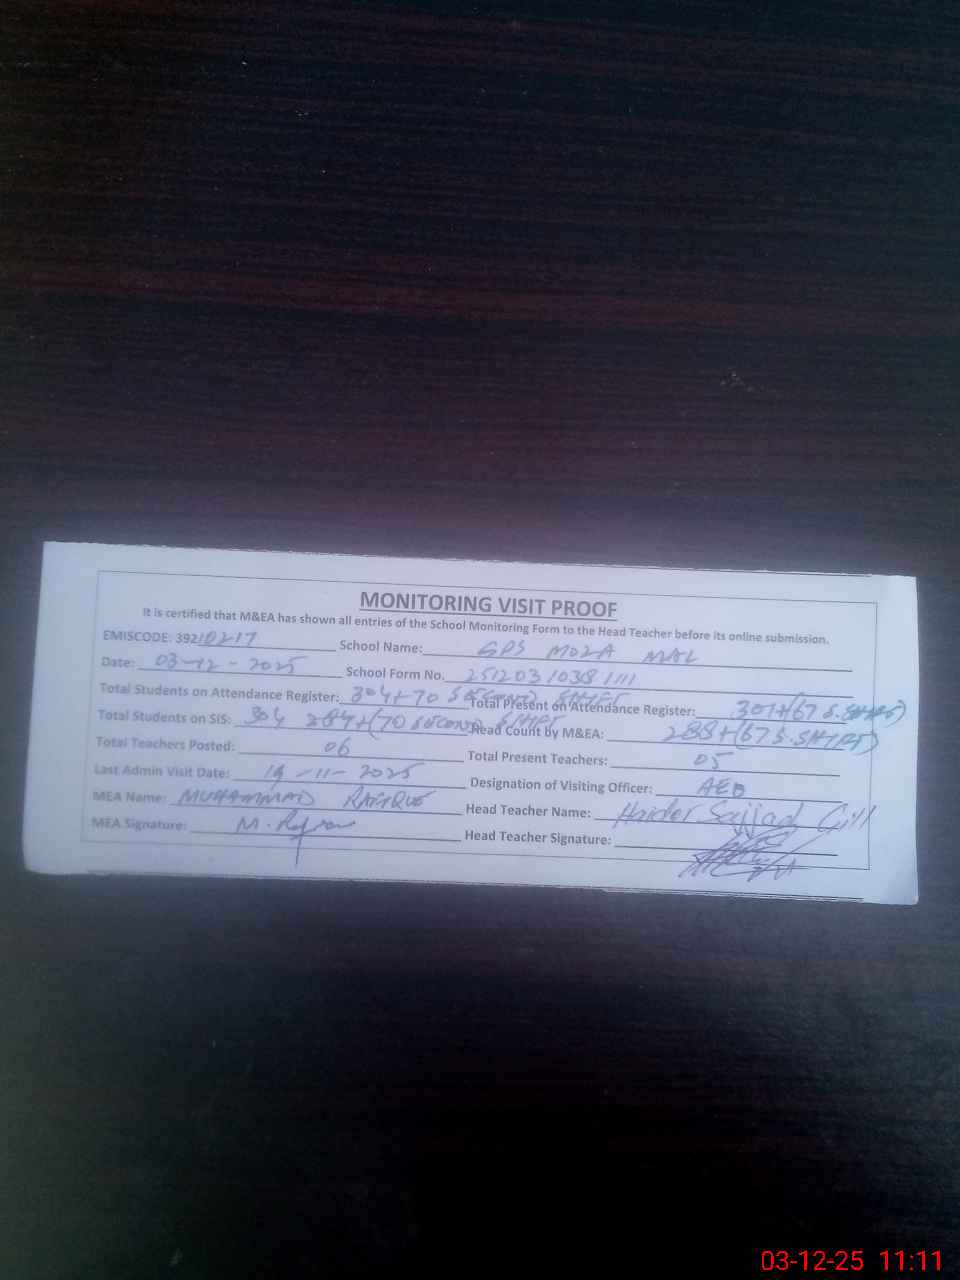 MONITORING VISIT PROOF
It is certified that M&EA has shown all entries of the School Monitoring Form to the Head Teacher before its online submission.
EMISCODE: 39210217 School Name: GPS MOZA MAL
Date: 03-12-2025 School Form No. 2512031038 1111
Total Students on Attendance Register: 304+70 SECOND SHIFT Total Present on Attendance Register: 301+(67 S.SHIFT)
Total Students on SIS: 304 284+(70 SECOND SHIFT Head Count by M&EA: 288+(67 S.SHIFT)
Total Teachers Posted: 06 Total Present Teachers: 05
Last Admin Visit Date: 19-11-2025 Designation of Visiting Officer: AEO
MEA Name: MUHAMMAD RAFIQUE Head Teacher Name: Haider Sajjad Gill
MEA Signature: Head Teacher Signature:
03-12-25 11:11